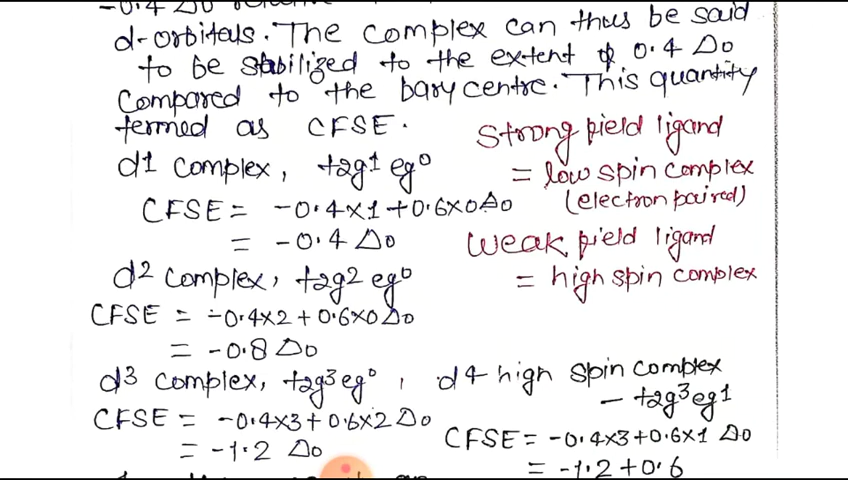 -0.4 Δo
d-orbitals. The complex can thus be said
to be stabilized to the extent of 0.4 Δo
compared to the barycentre. This quantity
termed as CFSE.
d1 complex, t2g1 eg0
CFSE = -0.4×1+0.6×0Δo
= -0.4 Δo
d2 complex, t2g2 eg0
CFSE = -0.4×2+0.6×0Δo
= -0.8 Δo
d3 complex, t2g3 eg0,
CFSE = -0.4×3+0.6×2 Δo
= -1.2 Δo
Strong pield ligand
= low spin complex
(electron paired)
Weak pield ligand
= high spin complex
d4 high spin complex
- t2g3 eg1
CFSE = -0.4×3+0.6×1 Δo
= -1.2+0.6